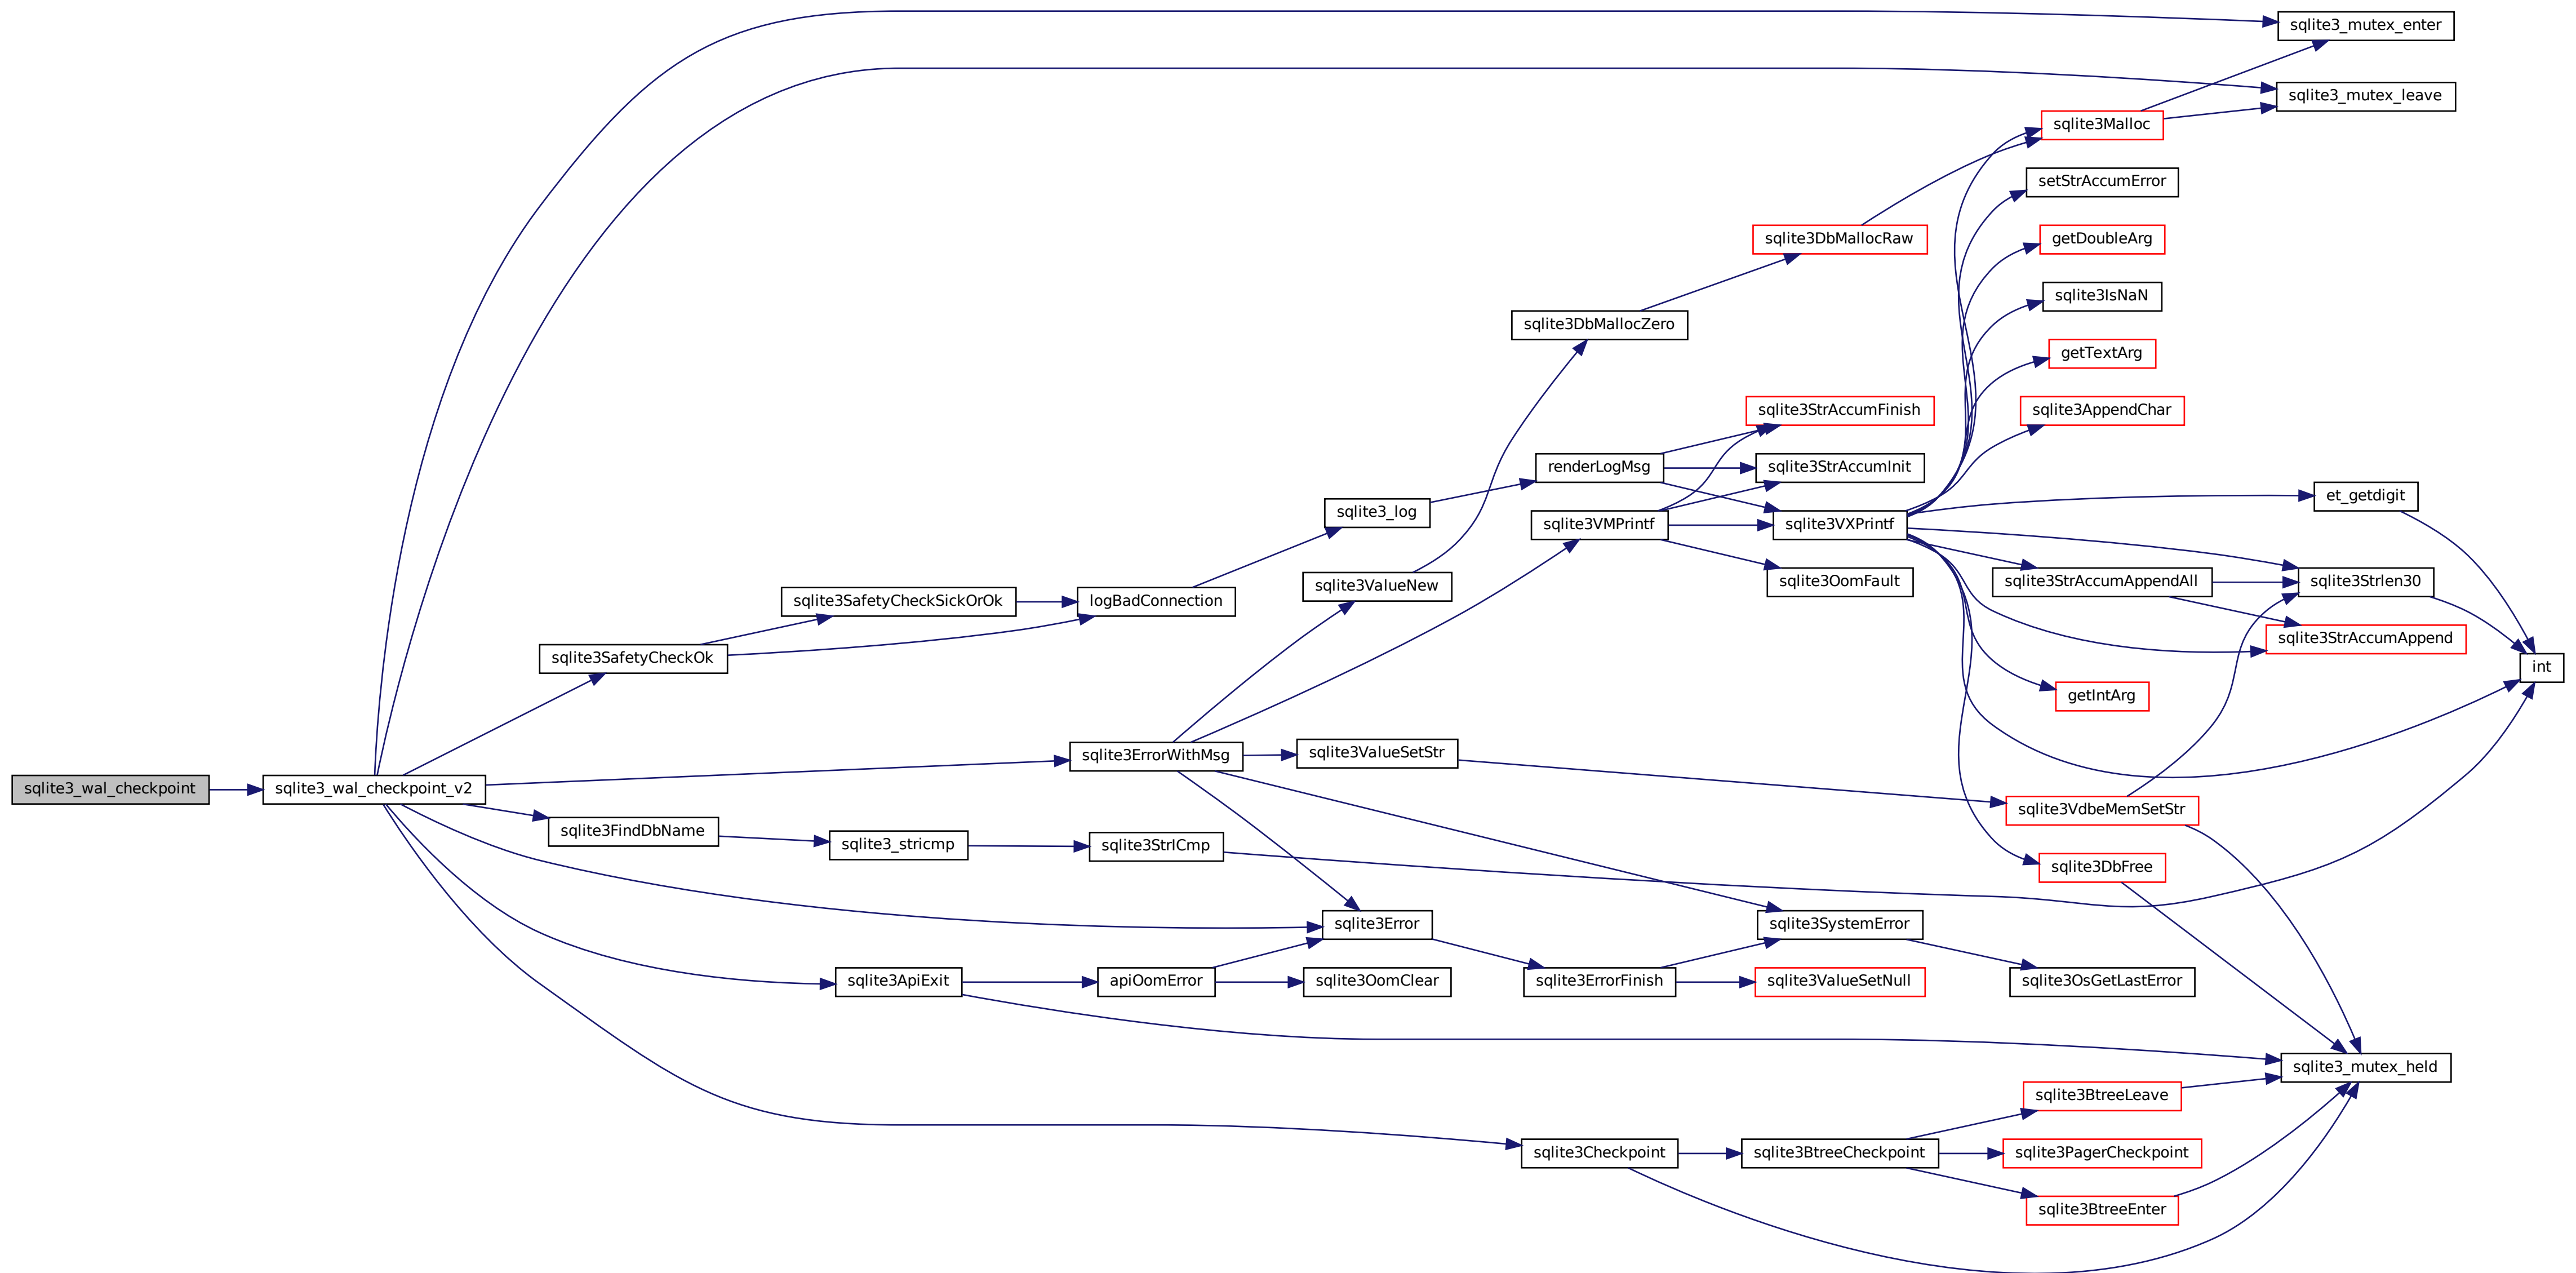 sqlite3_wal_checkpoint
sqlite3_wal_checkpoint_v2
sqlite3SafetyCheckOk
sqlite3FindDbName
sqlite3SafetyCheckSickOrOk
sqlite3_stricmp
sqlite3ApiExit
logBadConnection
sqlite3ErrorWithMsg
sqlite3StrICmp
apiOomError
sqlite3_log
sqlite3ValueNew
sqlite3ValueSetStr
sqlite3Error
sqlite3OomClear
sqlite3DbMallocZero
renderLogMsg
sqlite3VMPrintf
sqlite3ErrorFinish
sqlite3Checkpoint
sqlite3DbMallocRaw
sqlite3StrAccumFinish
sqlite3StrAccumInit
sqlite3VXPrintf
sqlite3OomFault
sqlite3SystemError
sqlite3ValueSetNull
sqlite3BtreeCheckpoint
sqlite3Malloc
setStrAccumError
getDoubleArg
sqlite3IsNaN
getTextArg
sqlite3AppendChar
sqlite3StrAccumAppendAll
getIntArg
sqlite3VdbeMemSetStr
sqlite3DbFree
sqlite3OsGetLastError
sqlite3BtreeLeave
sqlite3PagerCheckpoint
sqlite3BtreeEnter
sqlite3_mutex_enter
sqlite3_mutex_leave
et_getdigit
sqlite3Strlen30
sqlite3StrAccumAppend
sqlite3_mutex_held
int